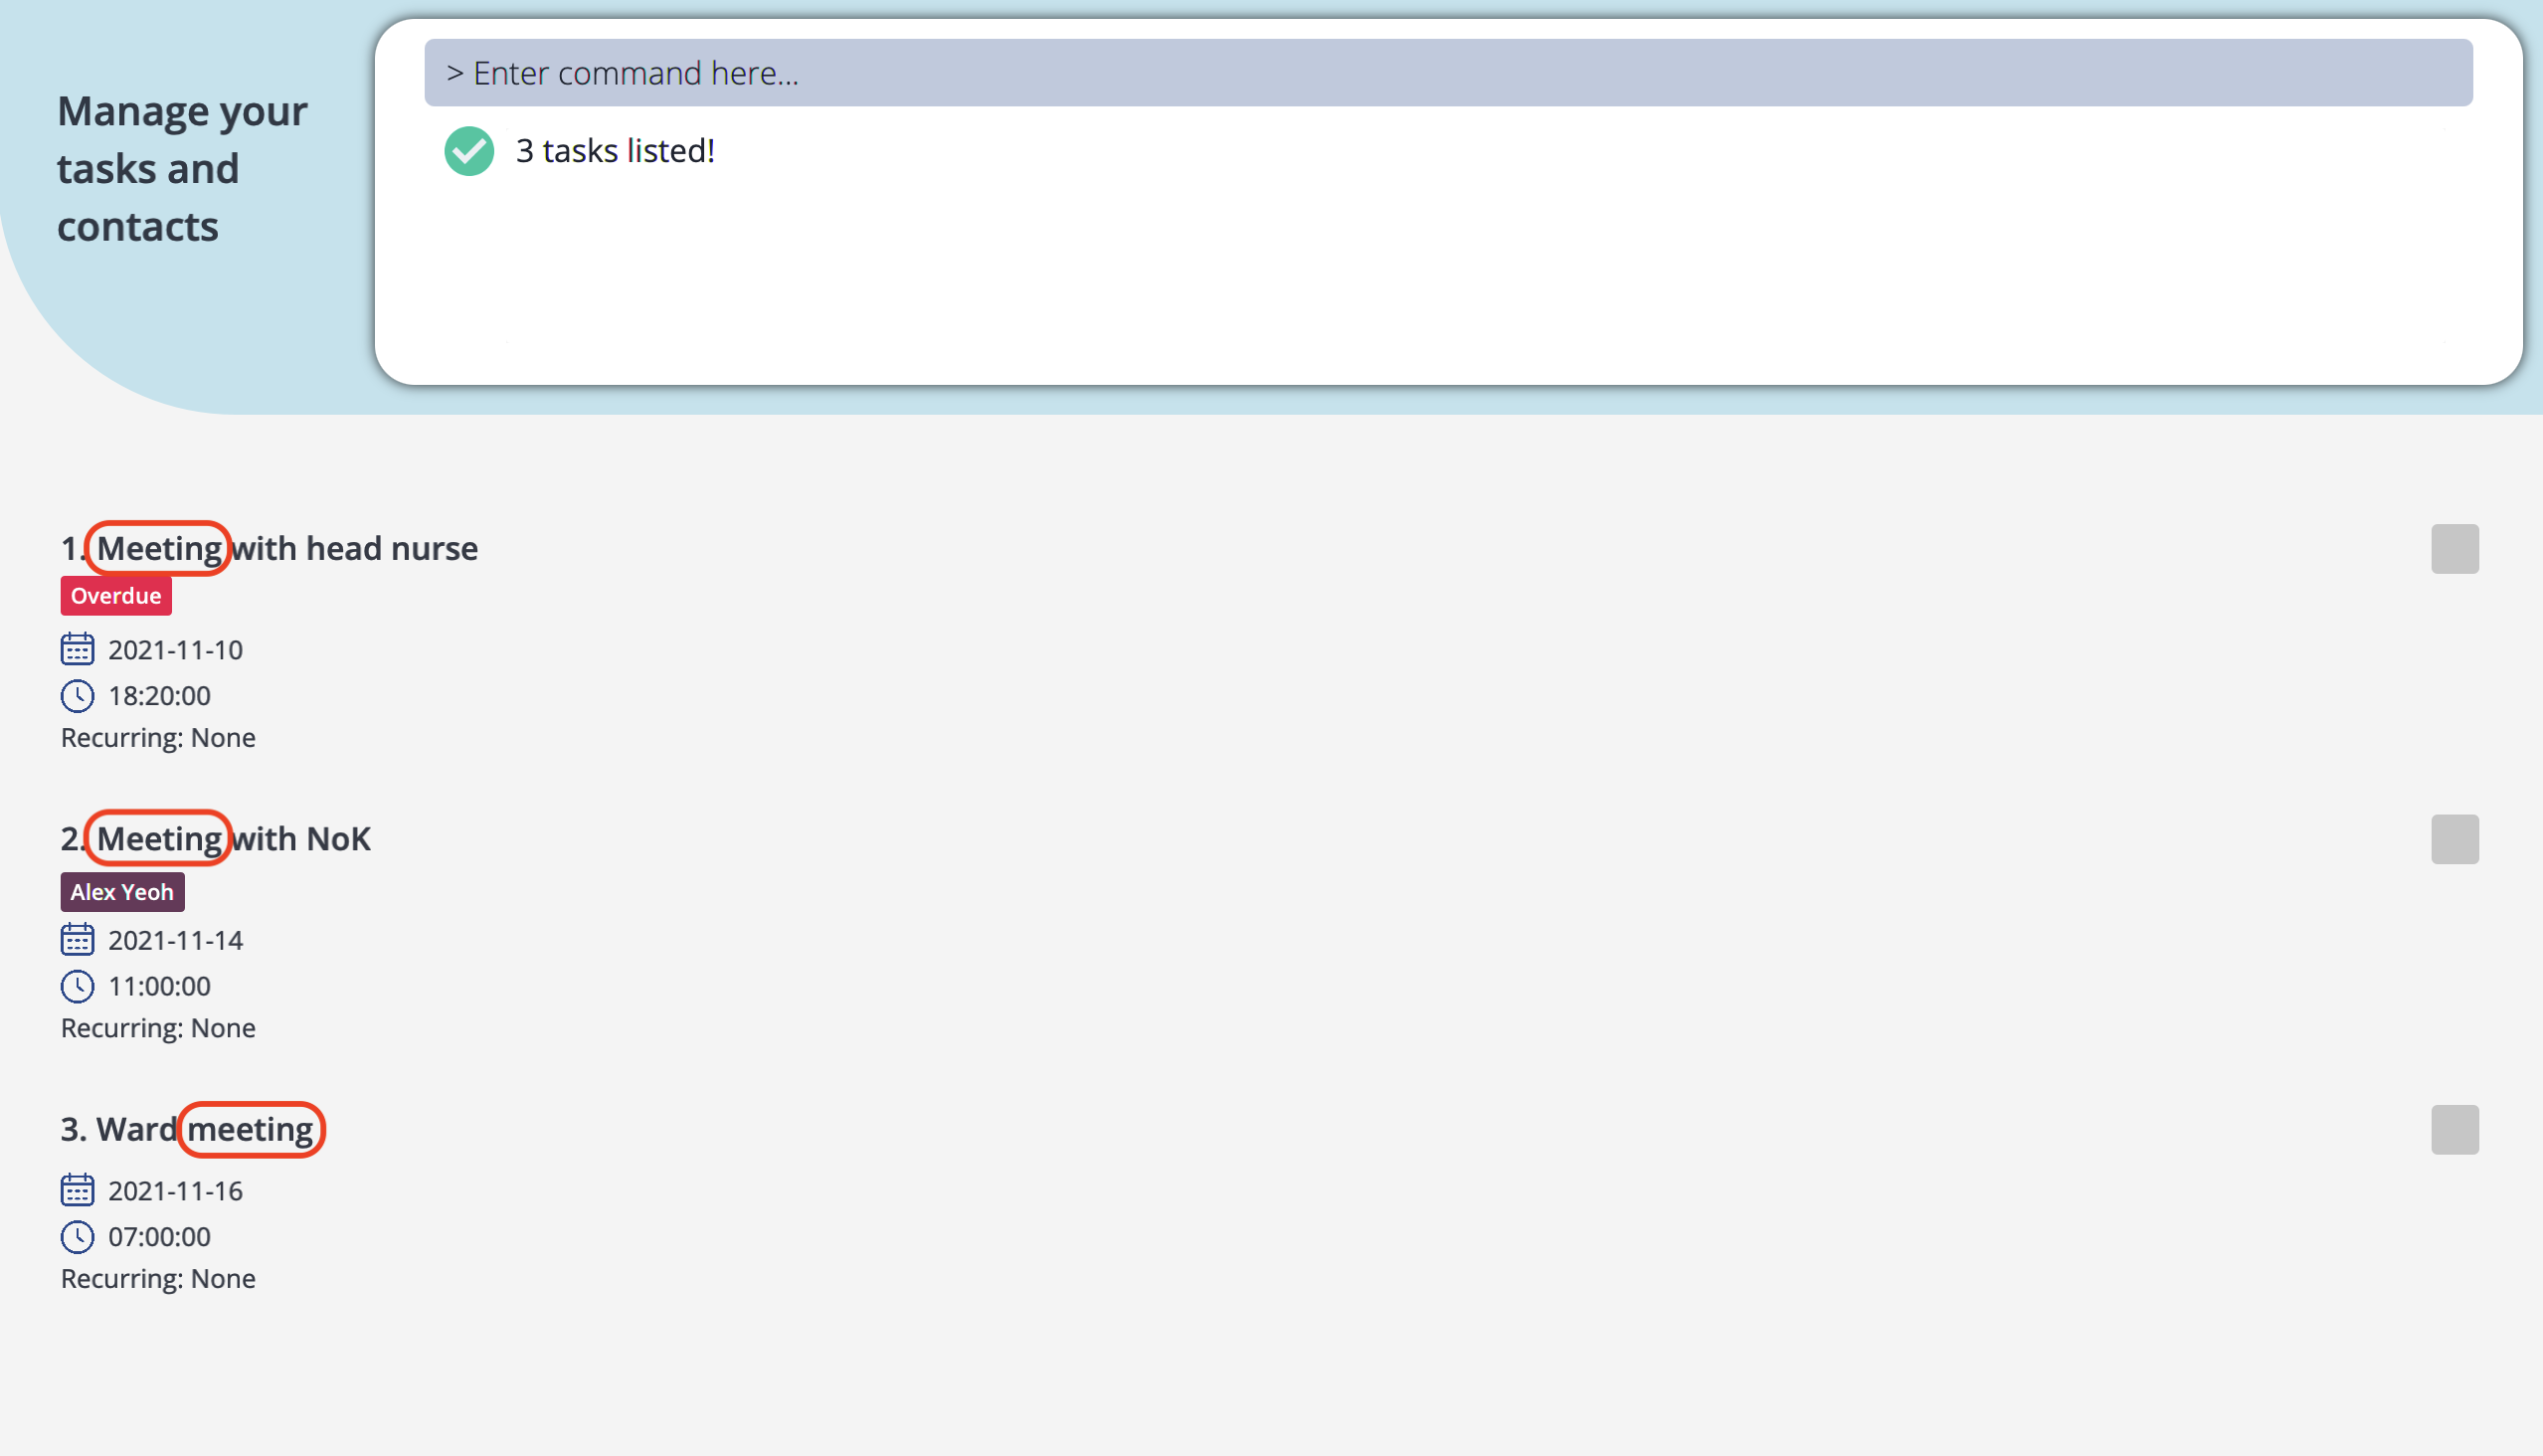 Manage your
tasks and
contacts
> Enter command here...
3 tasks listed!
1. Meeting with head nurse
Overdue
2021-11-10
18:20:00
Recurring: None
2. Meeting with NoK
Alex Yeoh
2021-11-14
11:00:00
Recurring: None
3. Ward meeting
2021-11-16
07:00:00
Recurring: None